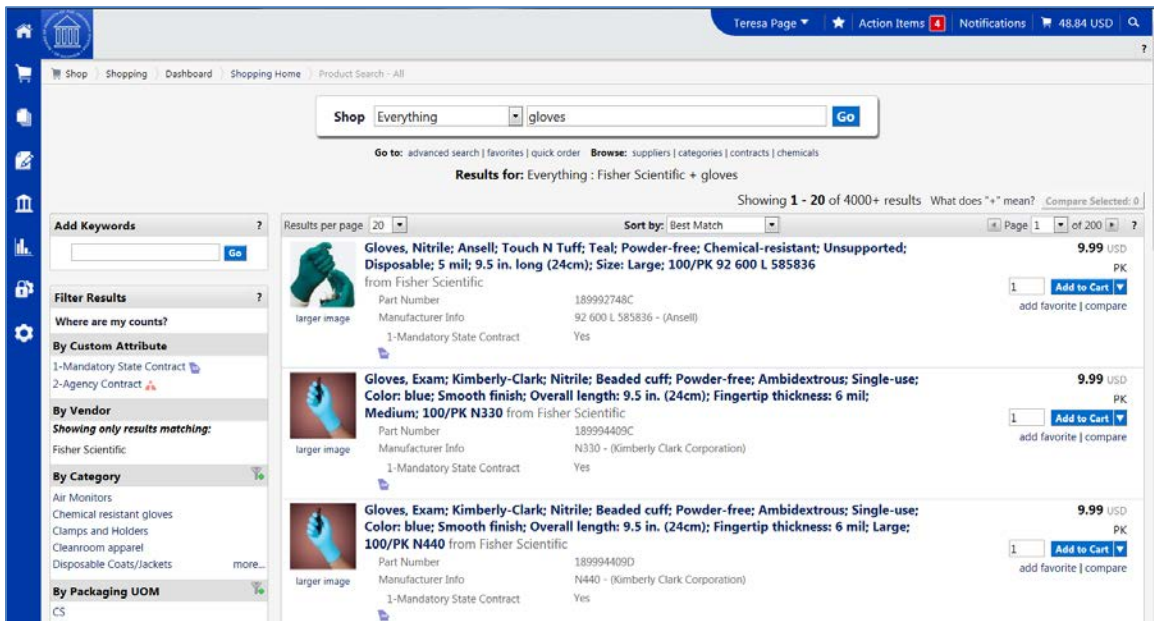 Teresa Page Action Items 4 Notifications 48.84 USD
?
Shop Shopping Dashboard Shopping Home Product Search - All
Shop Everything gloves Go
Go to: advanced search | favorites | quick order Browse: suppliers | categories | contracts | chemicals
Results for: Everything : Fisher Scientific + gloves
Showing 1 - 20 of 4000+ results What does "+" mean? Compare Selected: 0
Add Keywords ?
Go
Filter Results ?
Where are my counts?
By Custom Attribute
1-Mandatory State Contract
2-Agency Contract
By Vendor
Showing only results matching:
Fisher Scientific
By Category
Air Monitors
Chemical resistant gloves
Clamps and Holders
Cleanroom apparel
Disposable Coats/Jackets more...
By Packaging UOM
CS
Results per page 20 Sort by: Best Match Page 1 of 200 ?
Gloves, Nitrile; Ansell; Touch N Tuff; Teal; Powder-free; Chemical-resistant; Unsupported;
Disposable; 5 mil; 9.5 in. long (24cm); Size: Large; 100/PK 92 600 L 585836
from Fisher Scientific
Part Number 189992748C
Manufacturer Info 92 600 L 585836 - (Ansell)
1-Mandatory State Contract Yes
larger image
9.99 USD
PK
1 Add to Cart
add favorite | compare
Gloves, Exam; Kimberly-Clark; Nitrile; Beaded cuff; Powder-free; Ambidextrous; Single-use;
Color: blue; Smooth finish; Overall length: 9.5 in. (24cm); Fingertip thickness: 6 mil;
Medium; 100/PK N330 from Fisher Scientific
Part Number 189994409C
Manufacturer Info N330 - (Kimberly Clark Corporation)
1-Mandatory State Contract Yes
larger image
9.99 USD
PK
1 Add to Cart
add favorite | compare
Gloves, Exam; Kimberly-Clark; Nitrile; Beaded cuff; Powder-free; Ambidextrous; Single-use;
Color: blue; Smooth finish; Overall length: 9.5 in. (24cm); Fingertip thickness: 6 mil; Large;
100/PK N440 from Fisher Scientific
Part Number 189994409D
Manufacturer Info N440 - (Kimberly Clark Corporation)
1-Mandatory State Contract Yes
larger image
9.99 USD
PK
1 Add to Cart
add favorite | compare